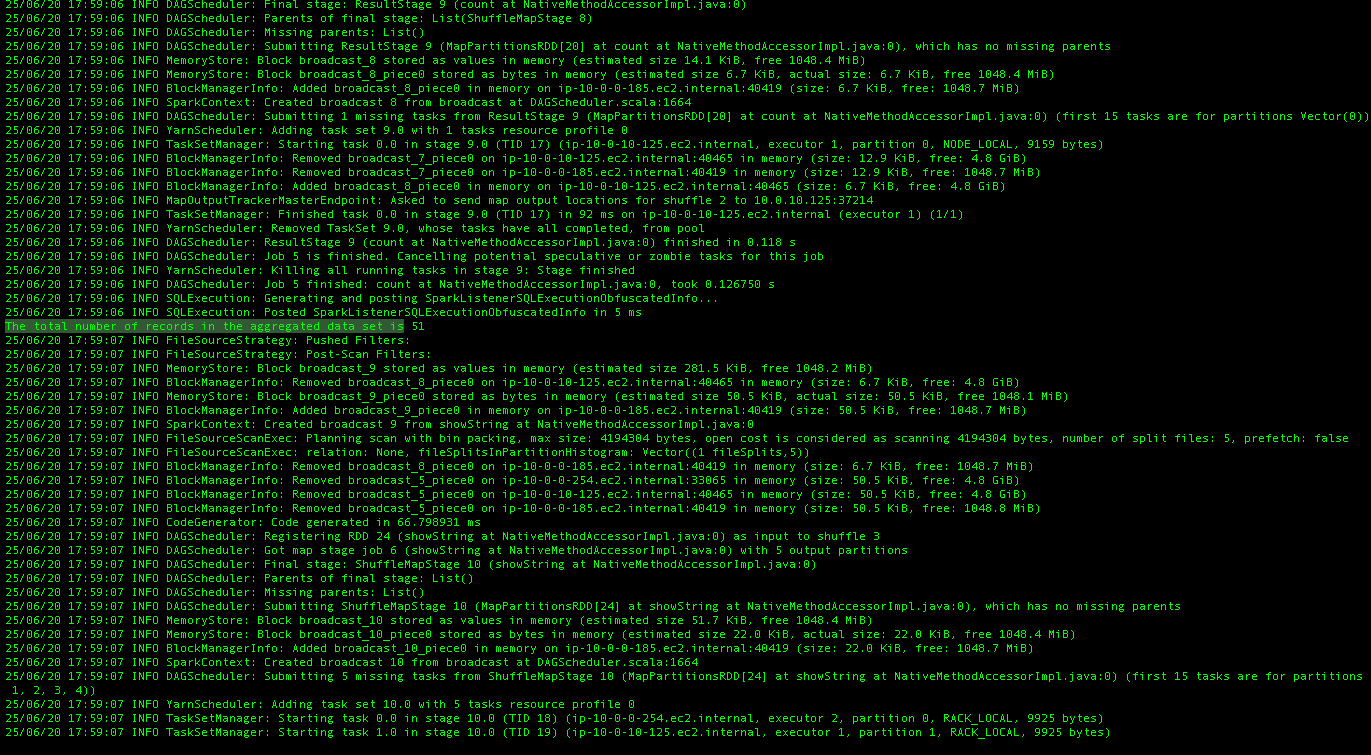 25/06/20 17:59:06 INFO DAGScheduler: Final stage: ResultStage 9 (count at NativeMethodAccessorImpl.java:0)
25/06/20 17:59:06 INFO DAGScheduler: Parents of final stage: List(ShuffleMapStage 8)
25/06/20 17:59:06 INFO DAGScheduler: Missing parents: List()
25/06/20 17:59:06 INFO DAGScheduler: Submitting ResultStage 9 (MapPartitionsRDD[20] at count at NativeMethodAccessorImpl.java:0), which has no missing parents
25/06/20 17:59:06 INFO MemoryStore: Block broadcast_8 stored as values in memory (estimated size 14.1 KiB, free 1048.4 MiB)
25/06/20 17:59:06 INFO MemoryStore: Block broadcast_8_piece0 stored as bytes in memory (estimated size 6.7 KiB, actual size: 6.7 KiB, free 1048.4 MiB)
25/06/20 17:59:06 INFO BlockManagerInfo: Added broadcast_8_piece0 in memory on ip-10-0-0-185.ec2.internal:40419 (size: 6.7 KiB, free: 1048.7 MiB)
25/06/20 17:59:06 INFO SparkContext: Created broadcast 8 from broadcast at DAGScheduler.scala:1664
25/06/20 17:59:06 INFO DAGScheduler: Submitting 1 missing tasks from ResultStage 9 (MapPartitionsRDD[20] at count at NativeMethodAccessorImpl.java:0) (first 15 tasks are for partitions Vector(0))
25/06/20 17:59:06 INFO YarnScheduler: Adding task set 9.0 with 1 tasks resource profile 0
25/06/20 17:59:06 INFO TaskSetManager: Starting task 0.0 in stage 9.0 (TID 17) (ip-10-0-10-125.ec2.internal, executor 1, partition 0, NODE_LOCAL, 9159 bytes)
25/06/20 17:59:06 INFO BlockManagerInfo: Removed broadcast_7_piece0 on ip-10-0-10-125.ec2.internal:40465 in memory (size: 12.9 KiB, free: 4.8 GiB)
25/06/20 17:59:06 INFO BlockManagerInfo: Removed broadcast_7_piece0 on ip-10-0-0-185.ec2.internal:40419 in memory (size: 12.9 KiB, free: 1048.7 MiB)
25/06/20 17:59:06 INFO BlockManagerInfo: Added broadcast_8_piece0 in memory on ip-10-0-10-125.ec2.internal:40465 (size: 6.7 KiB, free: 4.8 GiB)
25/06/20 17:59:06 INFO MapOutputTrackerMasterEndpoint: Asked to send map output locations for shuffle 2 to 10.0.10.125:37214
25/06/20 17:59:06 INFO TaskSetManager: Finished task 0.0 in stage 9.0 (TID 17) in 92 ms on ip-10-0-10-125.ec2.internal (executor 1) (1/1)
25/06/20 17:59:06 INFO YarnScheduler: Removed TaskSet 9.0, whose tasks have all completed, from pool
25/06/20 17:59:06 INFO DAGScheduler: ResultStage 9 (count at NativeMethodAccessorImpl.java:0) finished in 0.118 s
25/06/20 17:59:06 INFO DAGScheduler: Job 5 is finished. Cancelling potential speculative or zombie tasks for this job
25/06/20 17:59:06 INFO YarnScheduler: Killing all running tasks in stage 9: Stage finished
25/06/20 17:59:06 INFO DAGScheduler: Job 5 finished: count at NativeMethodAccessorImpl.java:0, took 0.126750 s
25/06/20 17:59:06 INFO SQLExecution: Generating and posting SparkListenerSQLExecutionObfuscatedInfo...
25/06/20 17:59:06 INFO SQLExecution: Posted SparkListenerSQLExecutionObfuscatedInfo in 5 ms
The total number of records in the aggregated data set is 51
25/06/20 17:59:07 INFO FileSourceStrategy: Pushed Filters:
25/06/20 17:59:07 INFO FileSourceStrategy: Post-Scan Filters:
25/06/20 17:59:07 INFO MemoryStore: Block broadcast_9 stored as values in memory (estimated size 281.5 KiB, free 1048.2 MiB)
25/06/20 17:59:07 INFO BlockManagerInfo: Removed broadcast_8_piece0 on ip-10-0-10-125.ec2.internal:40465 in memory (size: 6.7 KiB, free: 4.8 GiB)
25/06/20 17:59:07 INFO MemoryStore: Block broadcast_9_piece0 stored as bytes in memory (estimated size 50.5 KiB, actual size: 50.5 KiB, free 1048.1 MiB)
25/06/20 17:59:07 INFO BlockManagerInfo: Added broadcast_9_piece0 in memory on ip-10-0-0-185.ec2.internal:40419 (size: 50.5 KiB, free: 1048.7 MiB)
25/06/20 17:59:07 INFO SparkContext: Created broadcast 9 from showString at NativeMethodAccessorImpl.java:0
25/06/20 17:59:07 INFO FileSourceScanExec: Planning scan with bin packing, max size: 4194304 bytes, open cost is considered as scanning 4194304 bytes, number of split files: 5, prefetch: false
25/06/20 17:59:07 INFO FileSourceScanExec: relation: None, fileSplitsInPartitionHistogram: Vector((1 fileSplits,5))
25/06/20 17:59:07 INFO BlockManagerInfo: Removed broadcast_8_piece0 on ip-10-0-0-185.ec2.internal:40419 in memory (size: 6.7 KiB, free: 1048.7 MiB)
25/06/20 17:59:07 INFO BlockManagerInfo: Removed broadcast_5_piece0 on ip-10-0-0-254.ec2.internal:33065 in memory (size: 50.5 KiB, free: 4.8 GiB)
25/06/20 17:59:07 INFO BlockManagerInfo: Removed broadcast_5_piece0 on ip-10-0-10-125.ec2.internal:40465 in memory (size: 50.5 KiB, free: 4.8 GiB)
25/06/20 17:59:07 INFO BlockManagerInfo: Removed broadcast_5_piece0 on ip-10-0-0-185.ec2.internal:40419 in memory (size: 50.5 KiB, free: 1048.8 MiB)
25/06/20 17:59:07 INFO CodeGenerator: Code generated in 66.798931 ms
25/06/20 17:59:07 INFO DAGScheduler: Registering RDD 24 (showString at NativeMethodAccessorImpl.java:0) as input to shuffle 3
25/06/20 17:59:07 INFO DAGScheduler: Got map stage job 6 (showString at NativeMethodAccessorImpl.java:0) with 5 output partitions
25/06/20 17:59:07 INFO DAGScheduler: Final stage: ShuffleMapStage 10 (showString at NativeMethodAccessorImpl.java:0)
25/06/20 17:59:07 INFO DAGScheduler: Parents of final stage: List()
25/06/20 17:59:07 INFO DAGScheduler: Missing parents: List()
25/06/20 17:59:07 INFO DAGScheduler: Submitting ShuffleMapStage 10 (MapPartitionsRDD[24] at showString at NativeMethodAccessorImpl.java:0), which has no missing parents
25/06/20 17:59:07 INFO MemoryStore: Block broadcast_10 stored as values in memory (estimated size 51.7 KiB, free 1048.4 MiB)
25/06/20 17:59:07 INFO MemoryStore: Block broadcast_10_piece0 stored as bytes in memory (estimated size 22.0 KiB, actual size: 22.0 KiB, free 1048.4 MiB)
25/06/20 17:59:07 INFO BlockManagerInfo: Added broadcast_10_piece0 in memory on ip-10-0-0-185.ec2.internal:40419 (size: 22.0 KiB, free: 1048.7 MiB)
25/06/20 17:59:07 INFO SparkContext: Created broadcast 10 from broadcast at DAGScheduler.scala:1664
25/06/20 17:59:07 INFO DAGScheduler: Submitting 5 missing tasks from ShuffleMapStage 10 (MapPartitionsRDD[24] at showString at NativeMethodAccessorImpl.java:0) (first 15 tasks are for partitions
1, 2, 3, 4))
25/06/20 17:59:07 INFO YarnScheduler: Adding task set 10.0 with 5 tasks resource profile 0
25/06/20 17:59:07 INFO TaskSetManager: Starting task 0.0 in stage 10.0 (TID 18) (ip-10-0-0-254.ec2.internal, executor 2, partition 0, RACK_LOCAL, 9925 bytes)
25/06/20 17:59:07 INFO TaskSetManager: Starting task 1.0 in stage 10.0 (TID 19) (ip-10-0-10-125.ec2.internal, executor 1, partition 1, RACK_LOCAL, 9925 bytes)